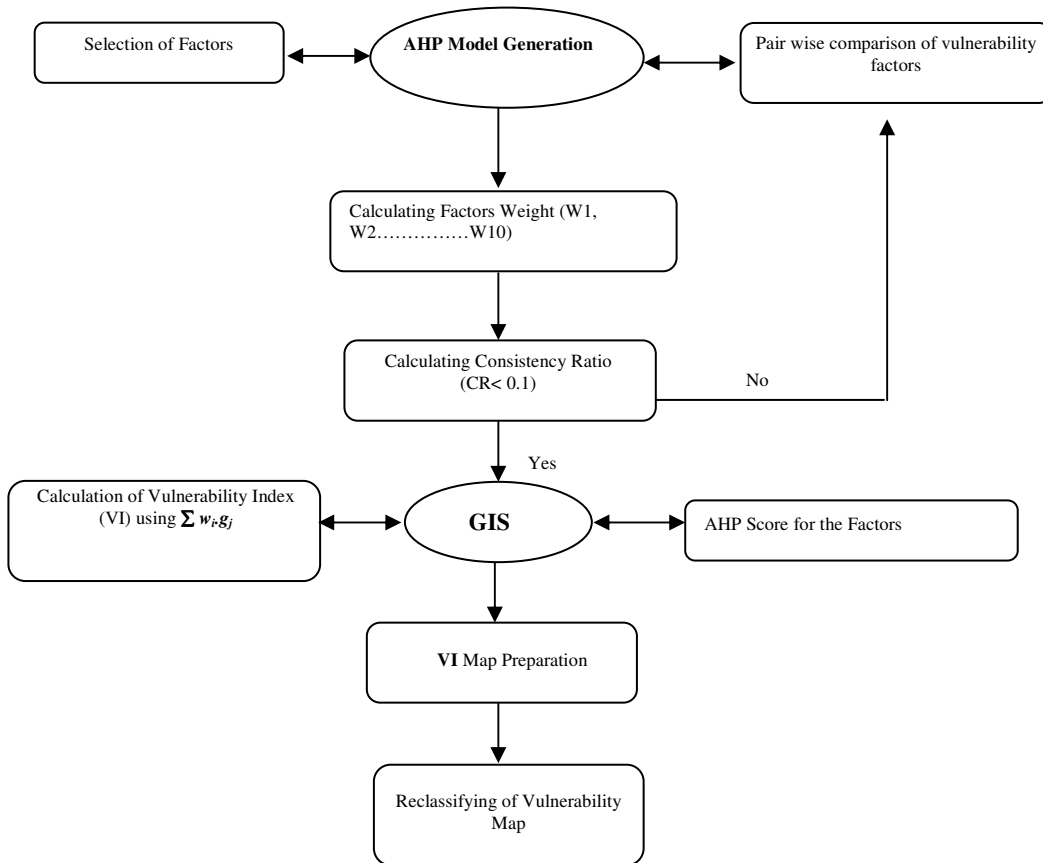 Selection of Factors
AHP Model Generation
Pair wise comparison of vulnerability
factors
Calculating Factors Weight (W1,
W2……………W10)
Calculating Consistency Ratio
(CR< 0.1)
No
Yes
Calculation of Vulnerability Index
(VI) using ∑ wᵢ.gⱼ
GIS
AHP Score for the Factors
VI Map Preparation
Reclassifying of Vulnerability
Map